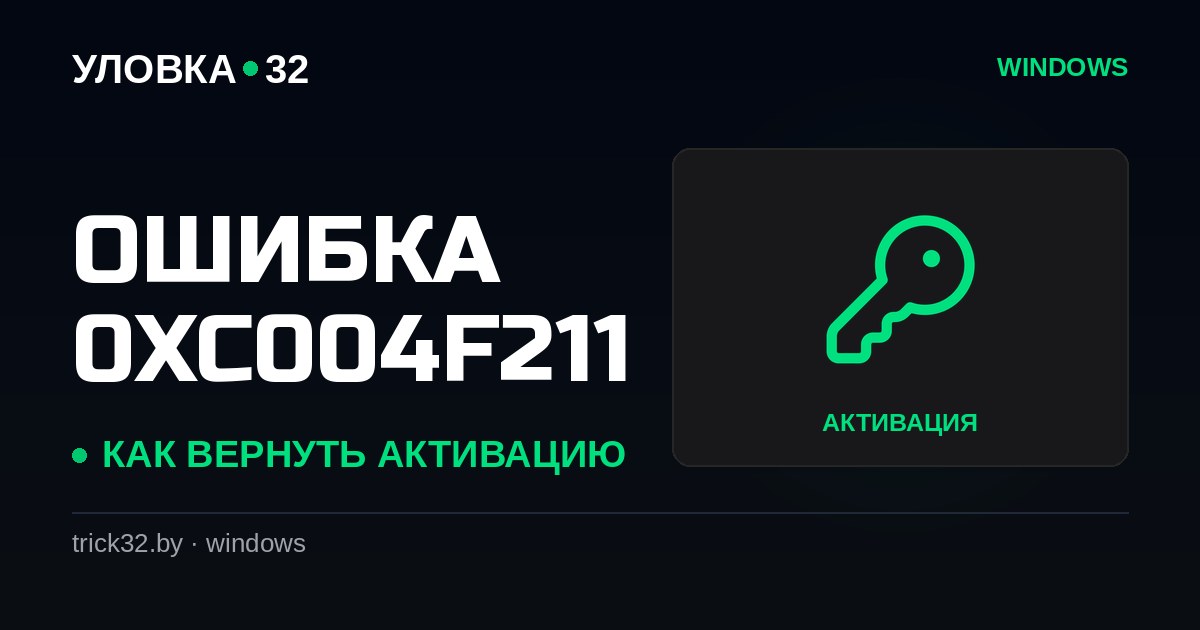 УЛОВКА•32
WINDOWS
ОШИБКА
0XC004F211
• КАК ВЕРНУТЬ АКТИВАЦИЮ
АКТИВАЦИЯ
trick32.by · windows